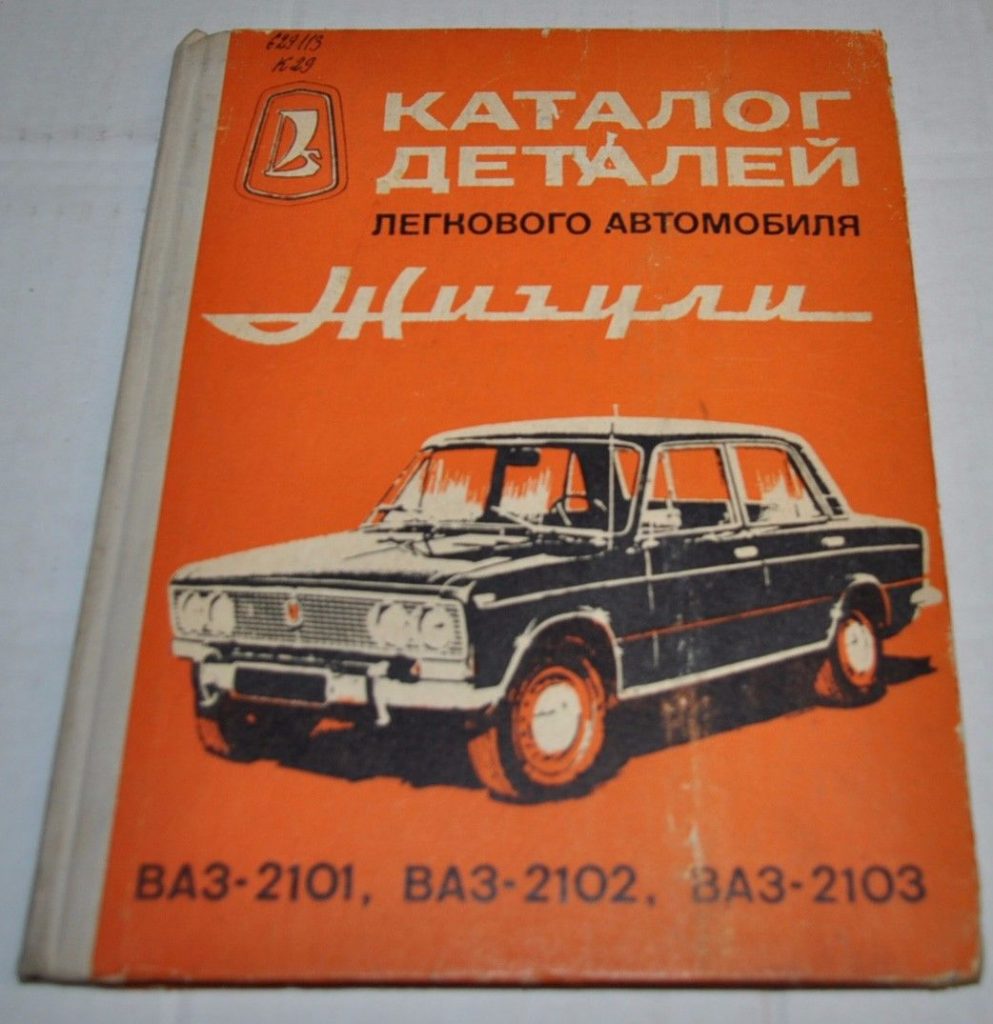 629.113
К29
КАТАЛОГ
ДЕТАЛЕЙ
ЛЕГКОВОГО АВТОМОБИЛЯ
Жигули
ВАЗ-2101, ВАЗ-2102, ВАЗ-2103